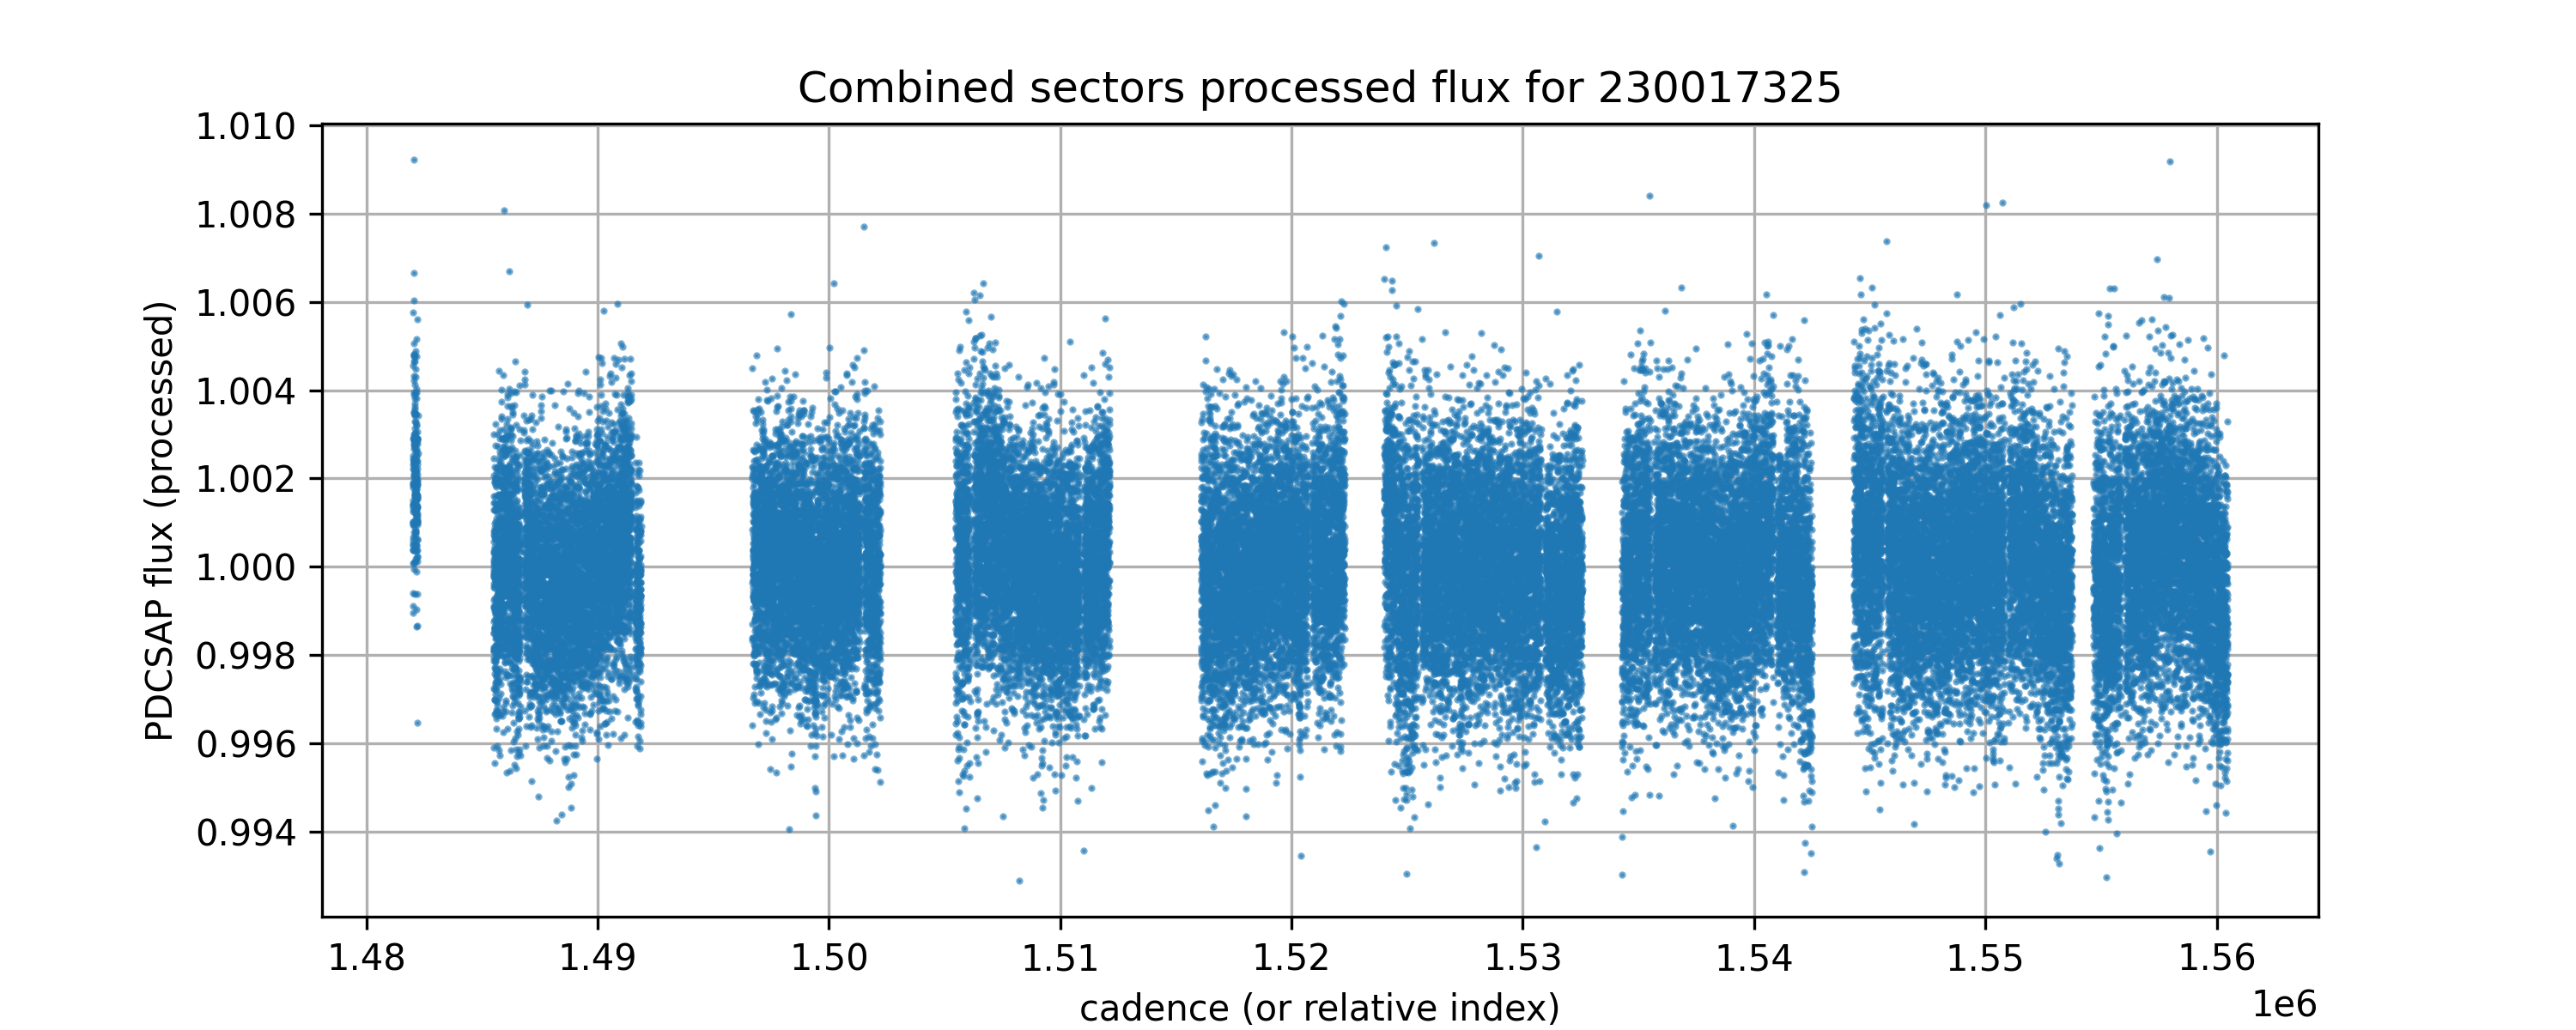 Combined sectors processed flux for 230017325
PDCSAP flux (processed)
1.010
1.008
1.006
1.004
1.002
1.000
0.998
0.996
0.994
1.48 1.49 1.50 1.51 1.52 1.53 1.54 1.55 1.56
cadence (or relative index)
1e6